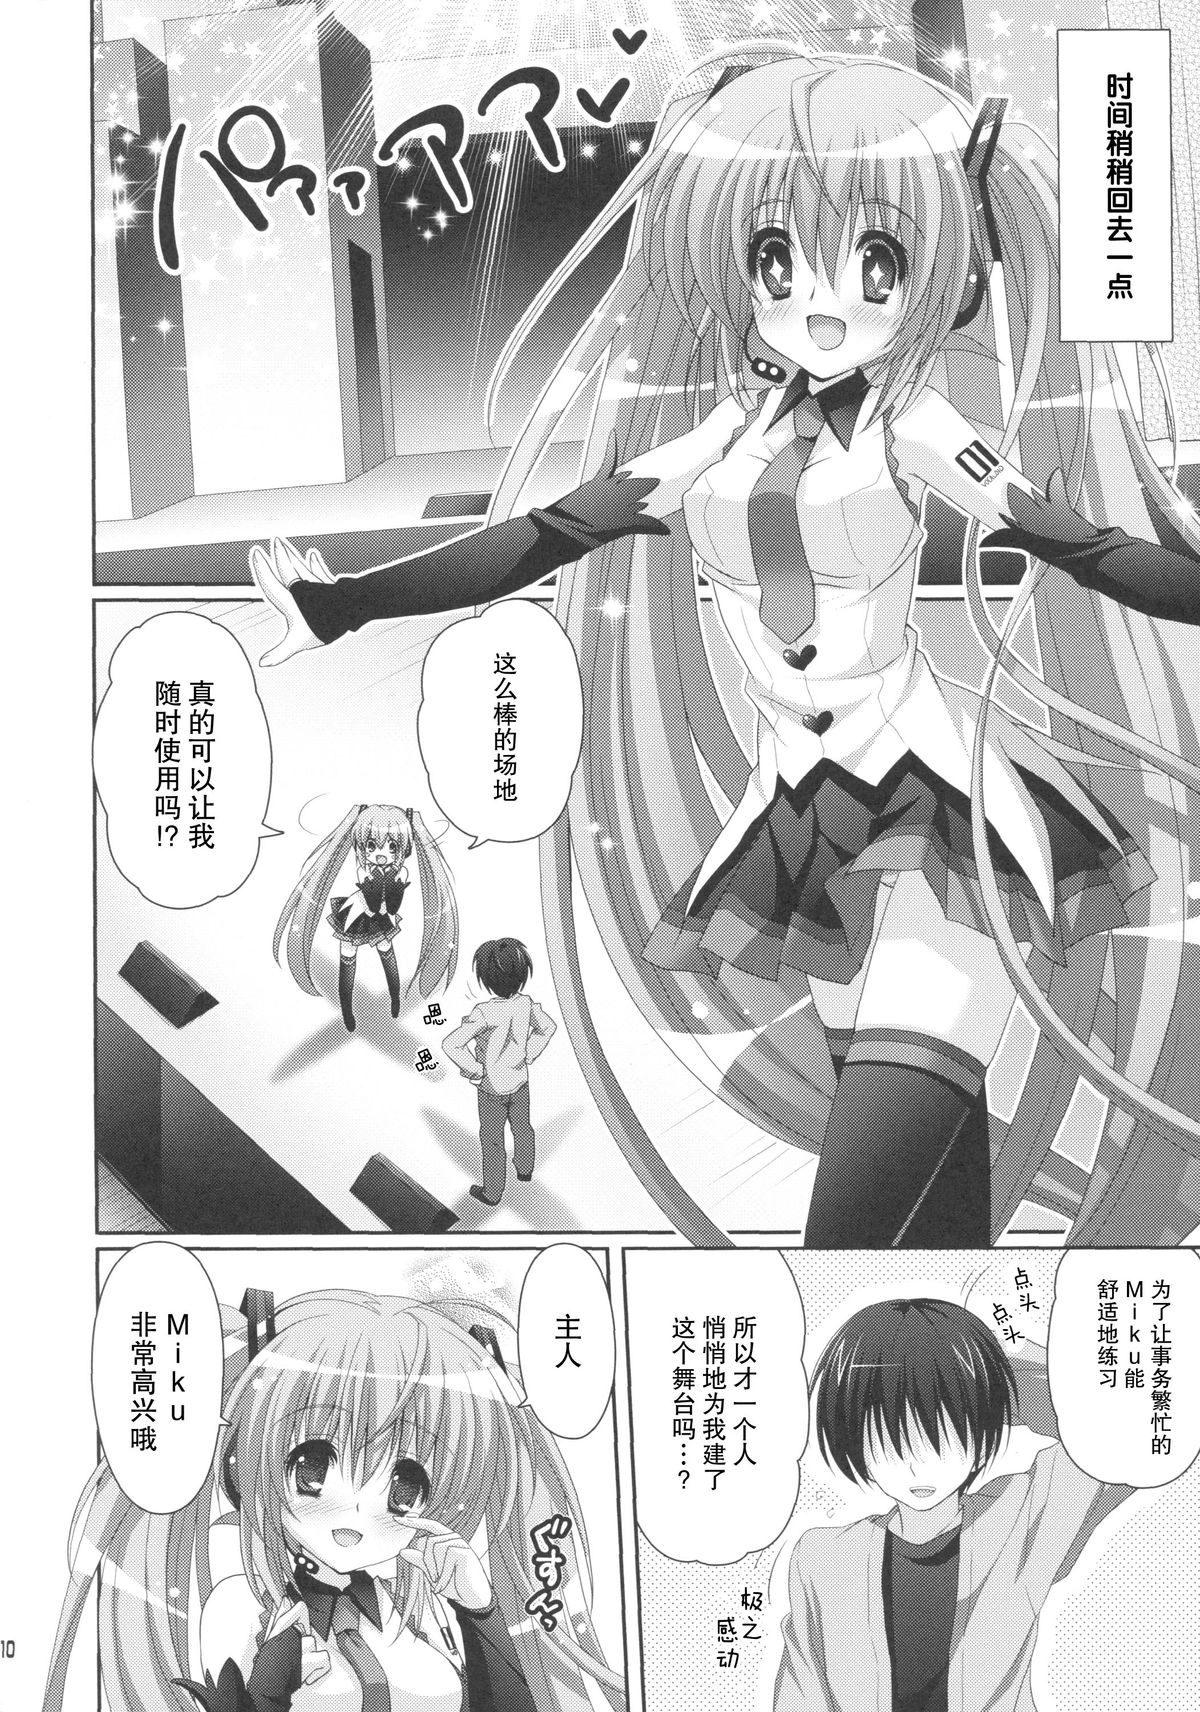 时间稍稍回去一点
パァァアア♥
01
这么棒的场地
真的可以让我
随时使用吗!?
嗯
嗯
为了让事务繁忙的
Miku能
舒适地练习
点头
点头
所以才一个人
悄悄地为我建了
这个舞台吗…?
极之
感动
主人
Miku
非常高兴哦
ぐすっ
10